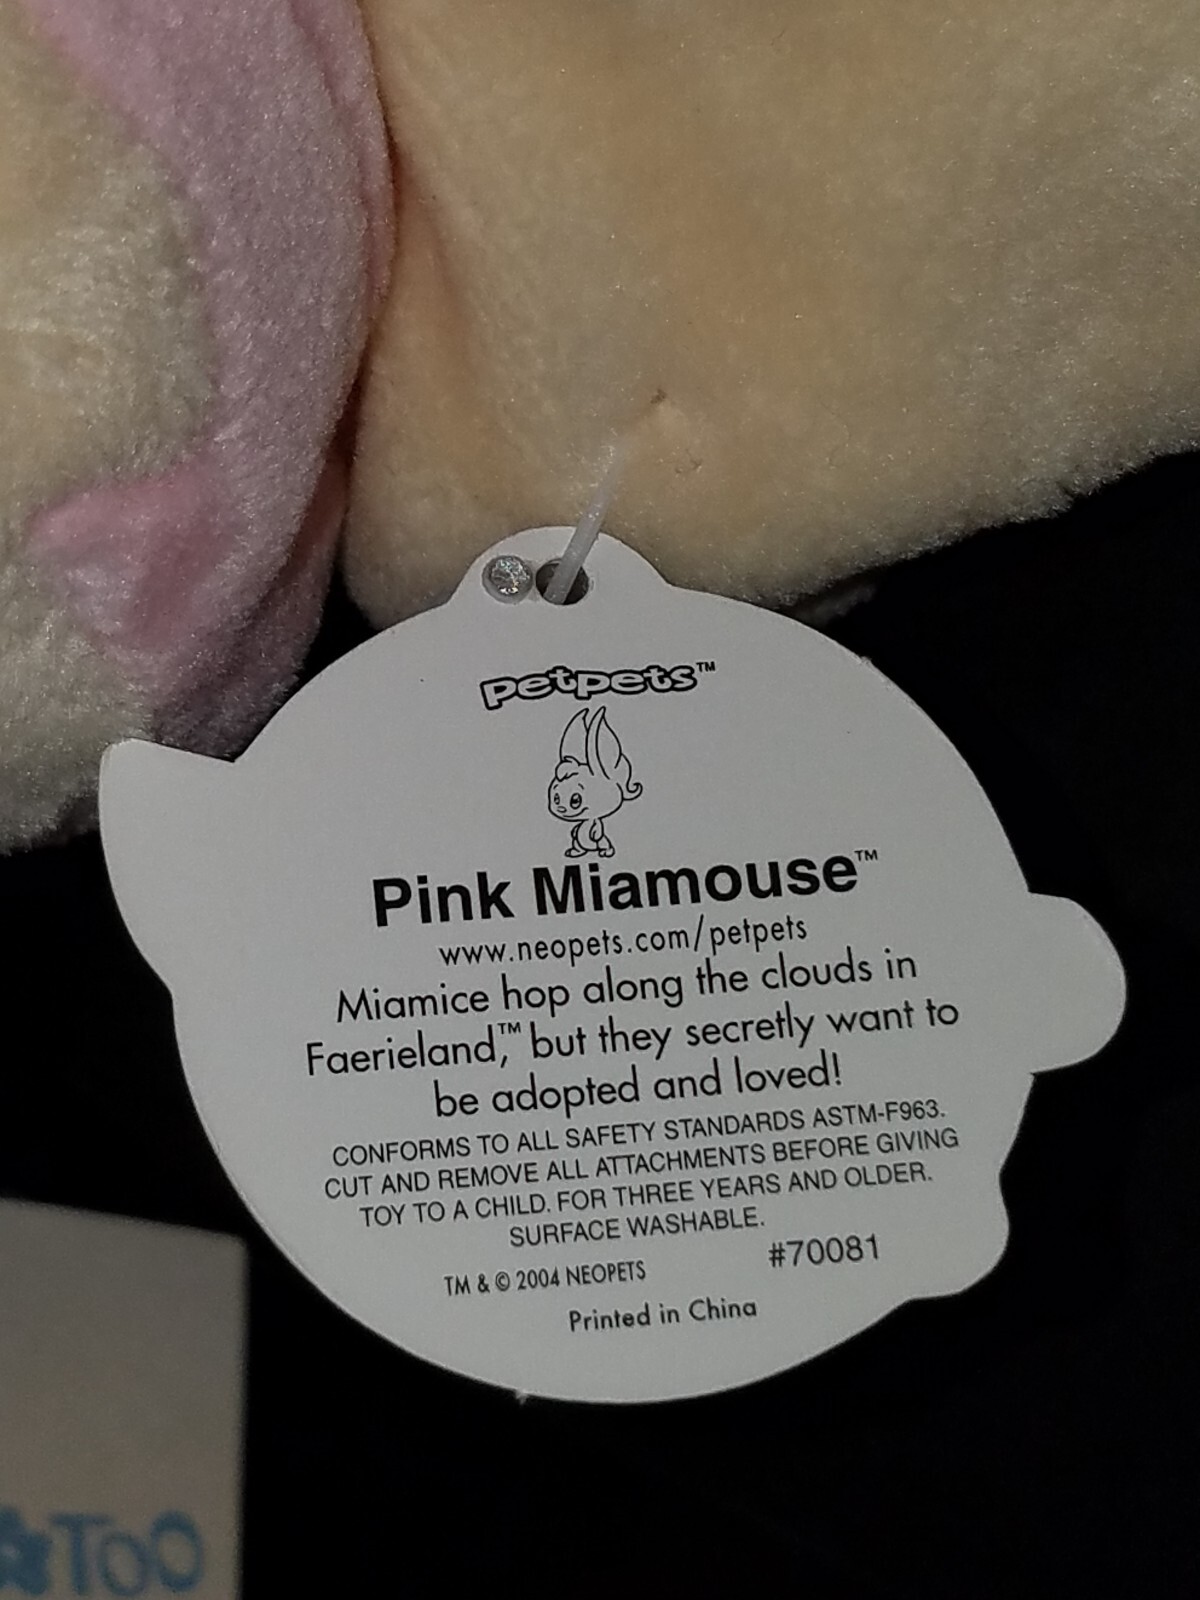 petpets™
Pink Miamouse™
www.neopets.com/petpets
Miamice hop along the clouds in
Faerieland,™ but they secretly want to
be adopted and loved!
CONFORMS TO ALL SAFETY STANDARDS ASTM-F963.
CUT AND REMOVE ALL ATTACHMENTS BEFORE GIVING
TOY TO A CHILD. FOR THREE YEARS AND OLDER.
SURFACE WASHABLE.
#70081
TM & © 2004 NEOPETS
Printed in China
Too